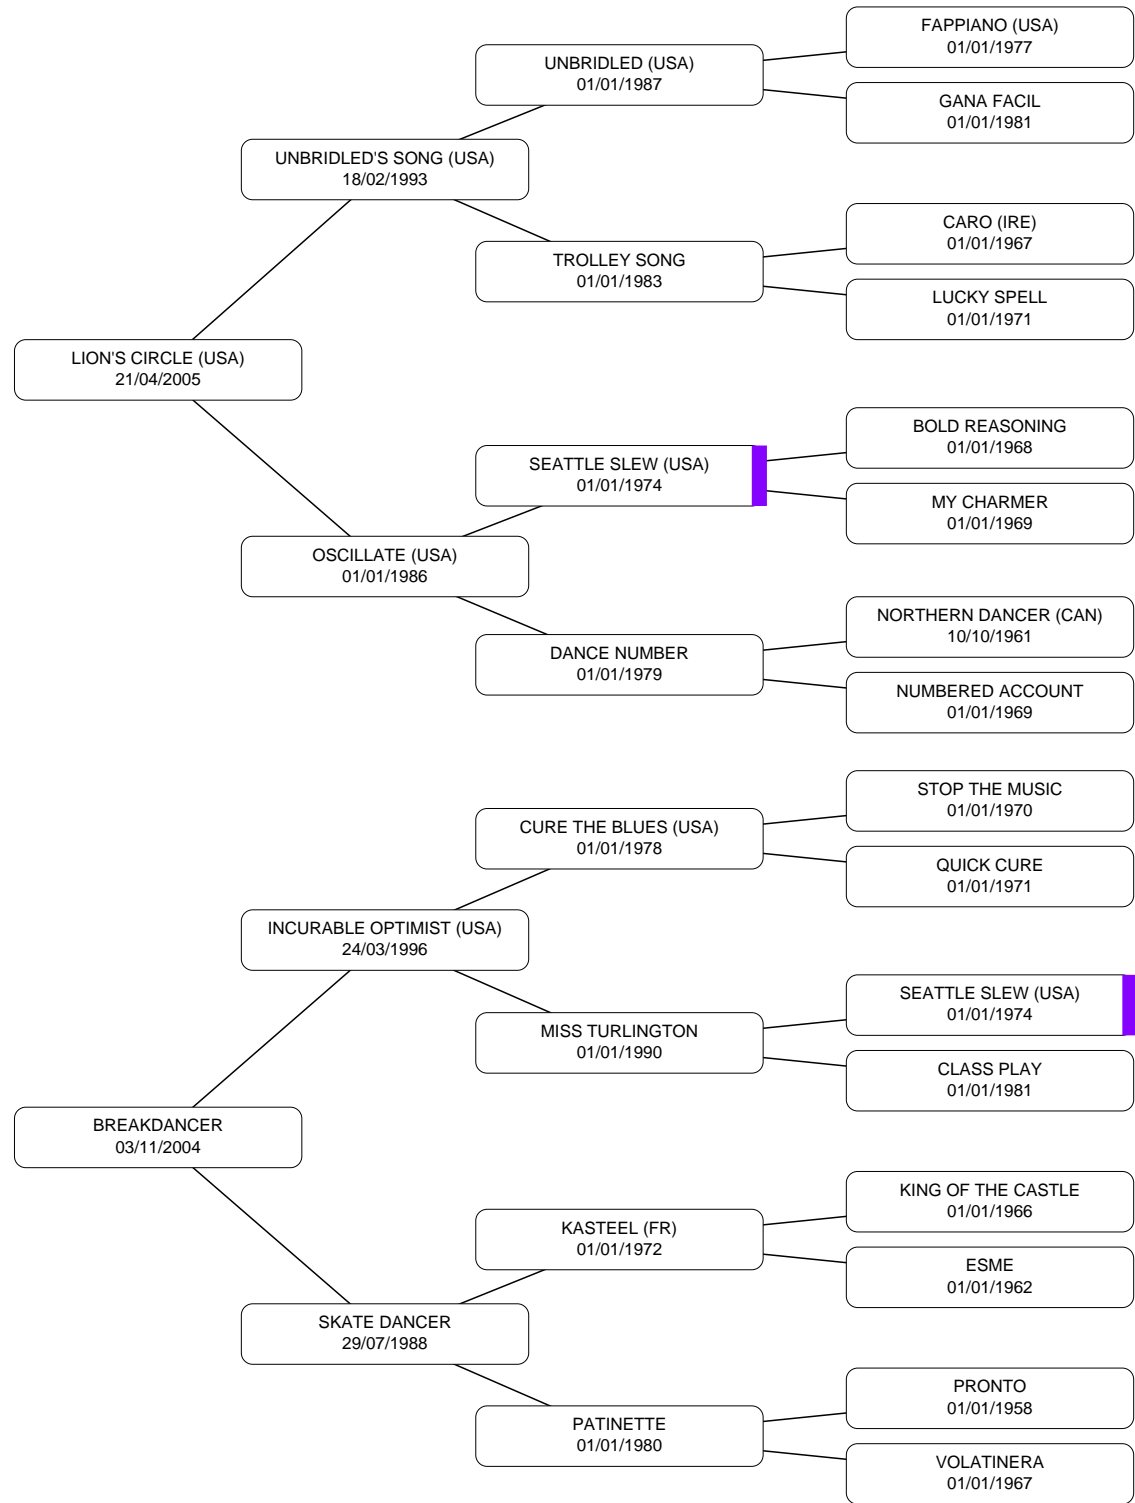 FAPPIANO (USA)
01/01/1977
UNBRIDLED (USA)
01/01/1987
GANA FACIL
01/01/1981
UNBRIDLED'S SONG (USA)
18/02/1993
CARO (IRE)
01/01/1967
TROLLEY SONG
01/01/1983
LUCKY SPELL
01/01/1971
LION'S CIRCLE (USA)
21/04/2005
BOLD REASONING
01/01/1968
SEATTLE SLEW (USA)
01/01/1974
MY CHARMER
01/01/1969
OSCILLATE (USA)
01/01/1986
NORTHERN DANCER (CAN)
10/10/1961
DANCE NUMBER
01/01/1979
NUMBERED ACCOUNT
01/01/1969
STOP THE MUSIC
01/01/1970
CURE THE BLUES (USA)
01/01/1978
QUICK CURE
01/01/1971
INCURABLE OPTIMIST (USA)
24/03/1996
SEATTLE SLEW (USA)
01/01/1974
MISS TURLINGTON
01/01/1990
CLASS PLAY
01/01/1981
BREAKDANCER
03/11/2004
KING OF THE CASTLE
01/01/1966
KASTEEL (FR)
01/01/1972
ESME
01/01/1962
SKATE DANCER
29/07/1988
PRONTO
01/01/1958
PATINETTE
01/01/1980
VOLATINERA
01/01/1967